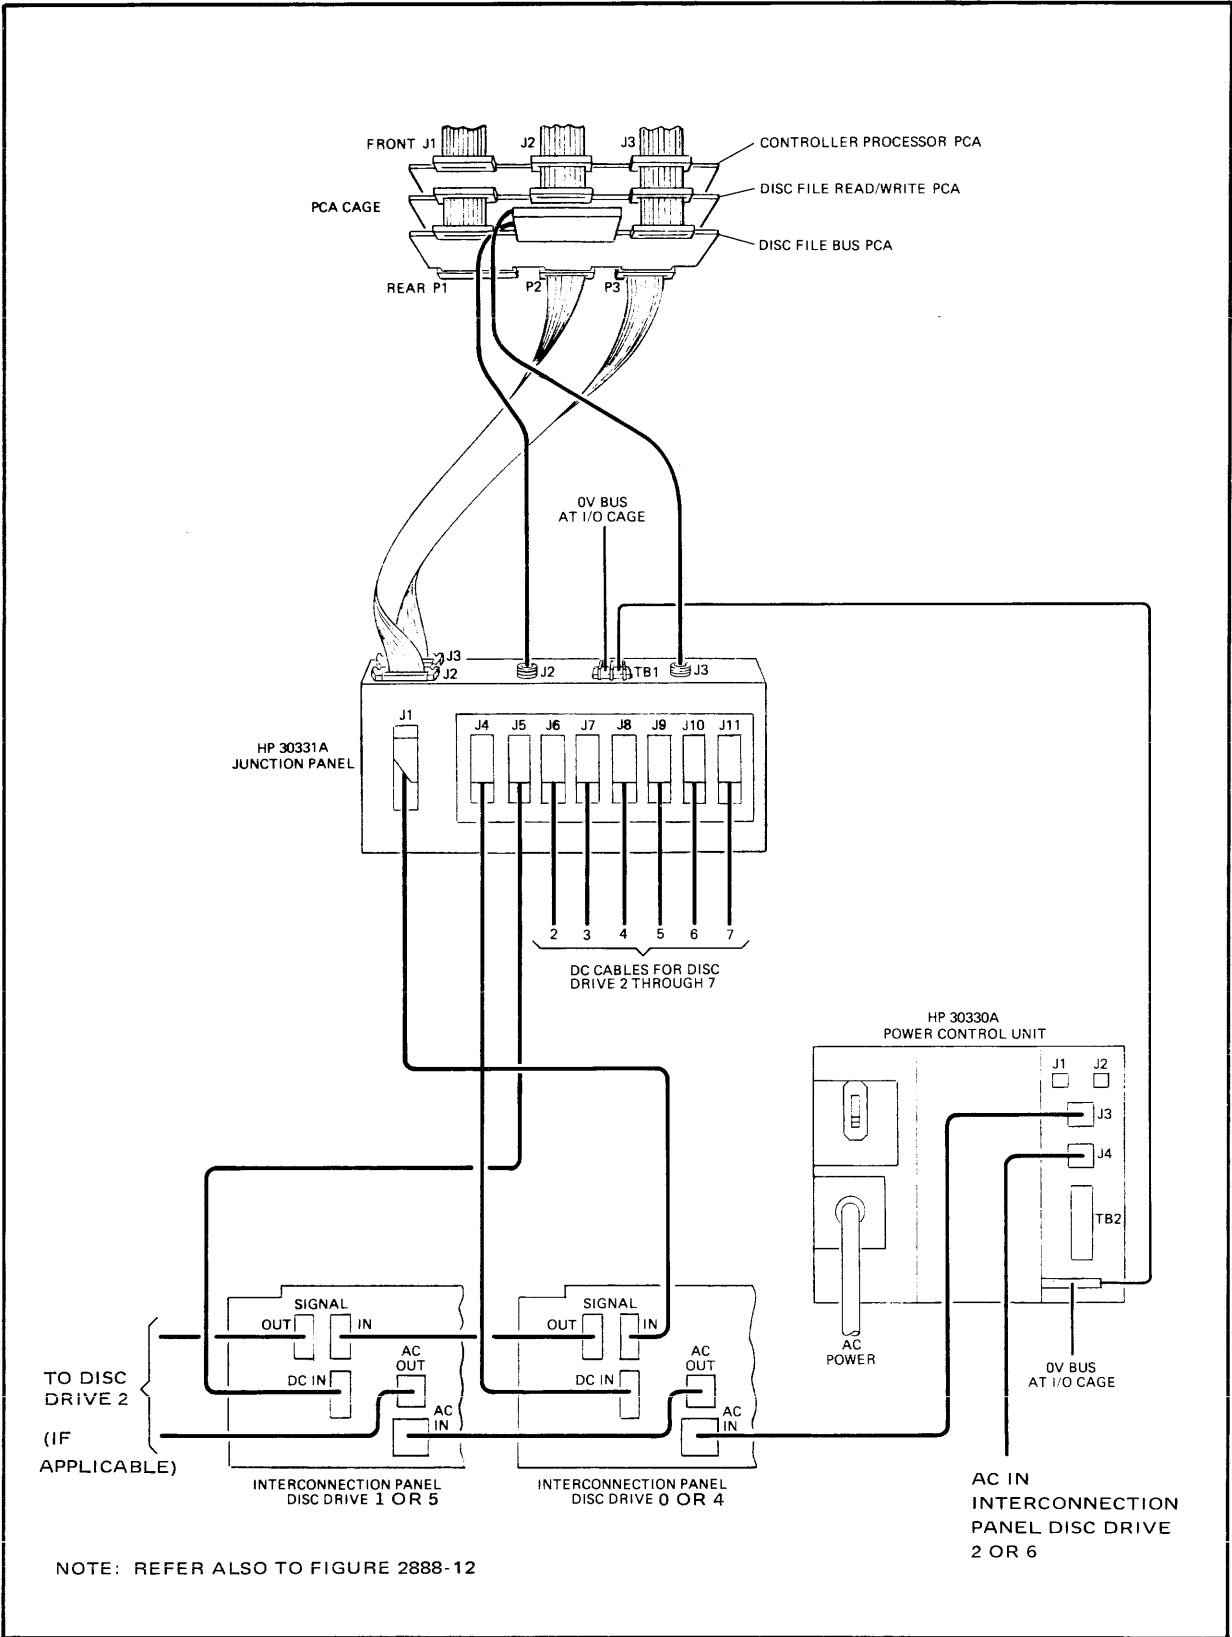 FRONT J1
J2
J3
CONTROLLER PROCESSOR PCA
DISC FILE READ/WRITE PCA
PCA CAGE
DISC FILE BUS PCA
REAR P1
P2
P3
0V BUS
AT I/O CAGE
J3
J2
J2
TB1
J3
J1
J4
J5
J6
J7
J8
J9
J10
J11
HP 30331A
JUNCTION PANEL
2
3
4
5
6
7
DC CABLES FOR DISC
DRIVE 2 THROUGH 7
HP 30330A
POWER CONTROL UNIT
J1
J2
J3
J4
TB2
AC
POWER
0V BUS
AT I/O CAGE
SIGNAL
OUT
IN
AC
OUT
DC IN
AC
IN
SIGNAL
OUT
IN
AC
OUT
DC IN
AC
IN
TO DISC
DRIVE 2
(IF
APPLICABLE)
INTERCONNECTION PANEL
DISC DRIVE 1 OR 5
INTERCONNECTION PANEL
DISC DRIVE 0 OR 4
AC IN
INTERCONNECTION
PANEL DISC DRIVE
2 OR 6
NOTE: REFER ALSO TO FIGURE 2888-12